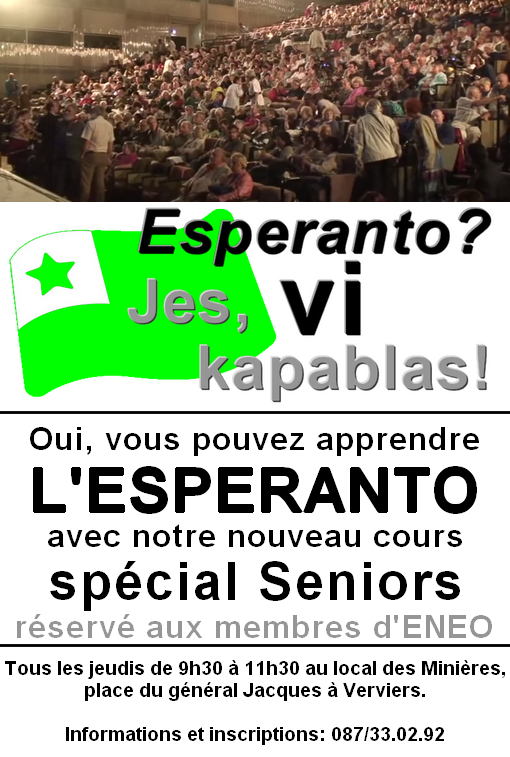 Esperanto?
Jes, vi
kapablas!
Oui, vous pouvez apprendre
L'ESPERANTO
avec notre nouveau cours
spécial Seniors
réservé aux membres d'ENEO
Tous les jeudis de 9h30 à 11h30 au local des Minières,
place du général Jacques à Verviers.
Informations et inscriptions: 087/33.02.92